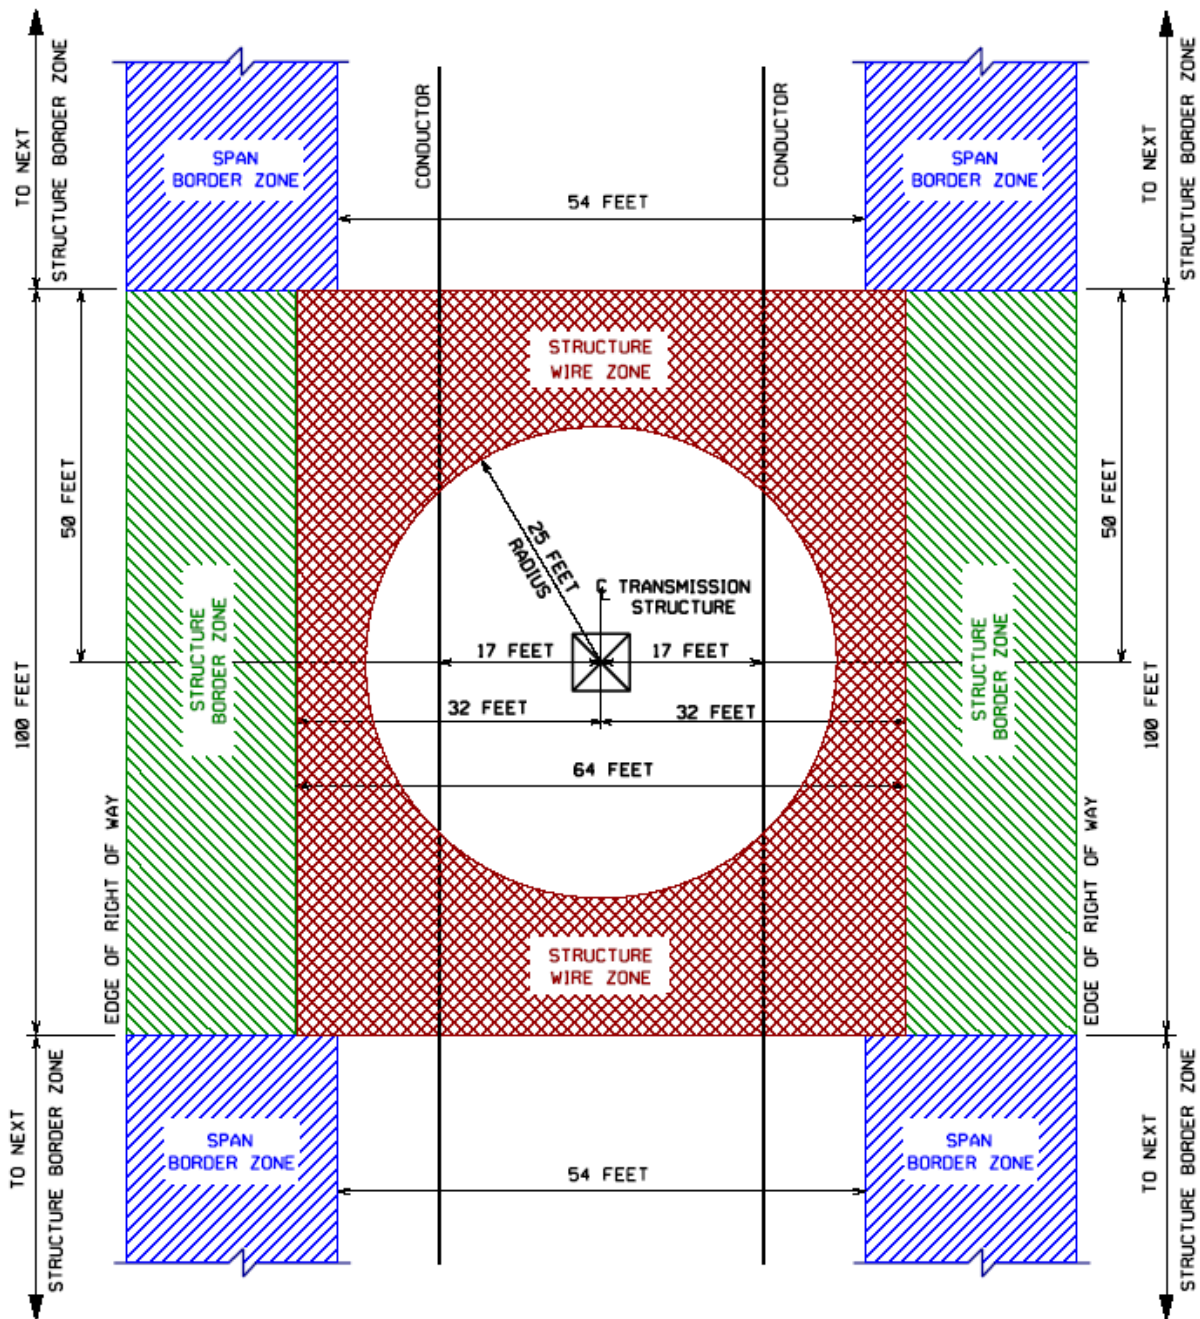 TO NEXT
STRUCTURE BORDER ZONE
SPAN
BORDER ZONE
CONDUCTOR
CONDUCTOR
SPAN
BORDER ZONE
TO NEXT
STRUCTURE BORDER ZONE
54 FEET
STRUCTURE
WIRE ZONE
50 FEET
50 FEET
25 FEET
RADIUS
℄ TRANSMISSION
STRUCTURE
STRUCTURE
BORDER ZONE
17 FEET
17 FEET
STRUCTURE
BORDER ZONE
100 FEET
32 FEET
32 FEET
100 FEET
64 FEET
EDGE OF RIGHT OF WAY
EDGE OF RIGHT OF WAY
STRUCTURE
WIRE ZONE
TO NEXT
STRUCTURE BORDER ZONE
SPAN
BORDER ZONE
54 FEET
SPAN
BORDER ZONE
TO NEXT
STRUCTURE BORDER ZONE